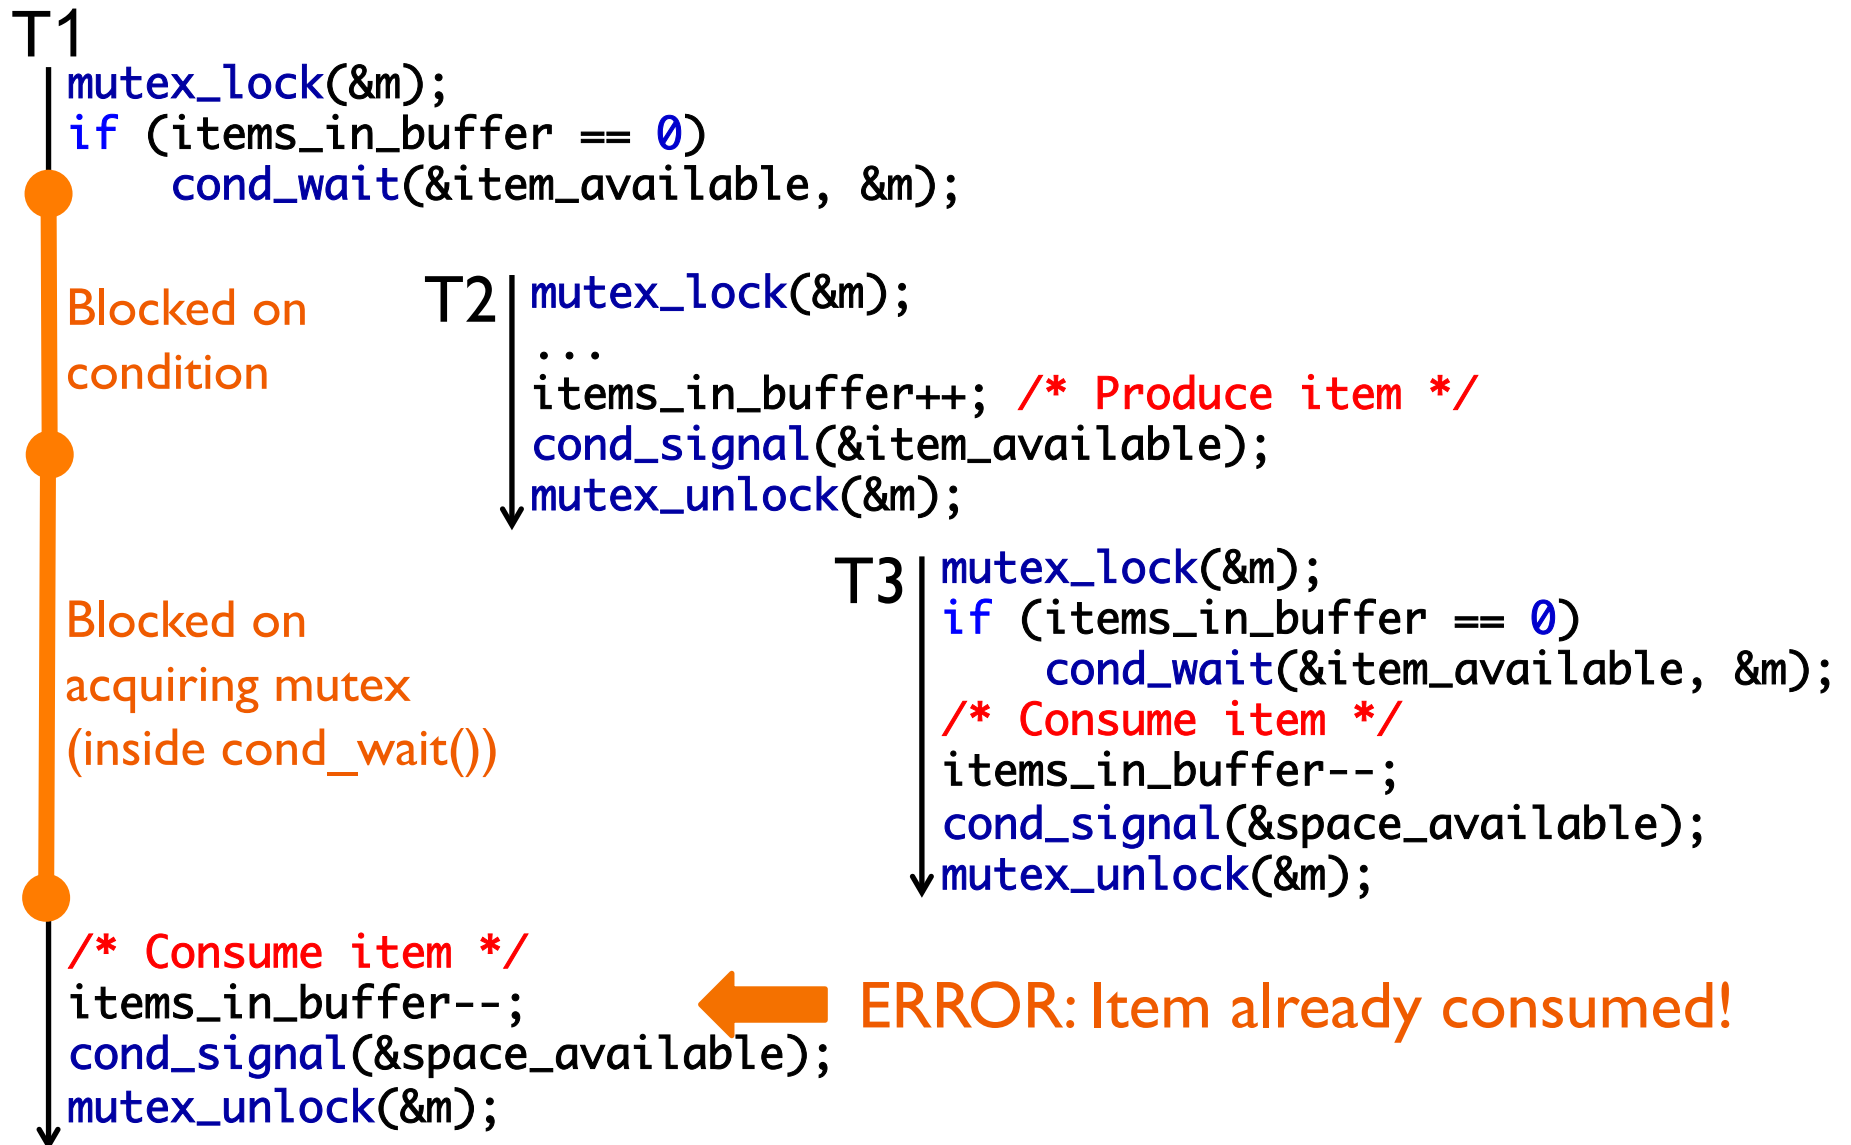 T1
mutex_lock(&m);
if (items_in_buffer == 0)
    cond_wait(&item_available, &m);
Blocked on
condition
T2
mutex_lock(&m);
...
items_in_buffer++; /* Produce item */
cond_signal(&item_available);
mutex_unlock(&m);
Blocked on
acquiring mutex
(inside cond_wait())
T3
mutex_lock(&m);
if (items_in_buffer == 0)
    cond_wait(&item_available, &m);
/* Consume item */
items_in_buffer--;
cond_signal(&space_available);
mutex_unlock(&m);
/* Consume item */
items_in_buffer--;
ERROR: Item already consumed!
cond_signal(&space_available);
mutex_unlock(&m);